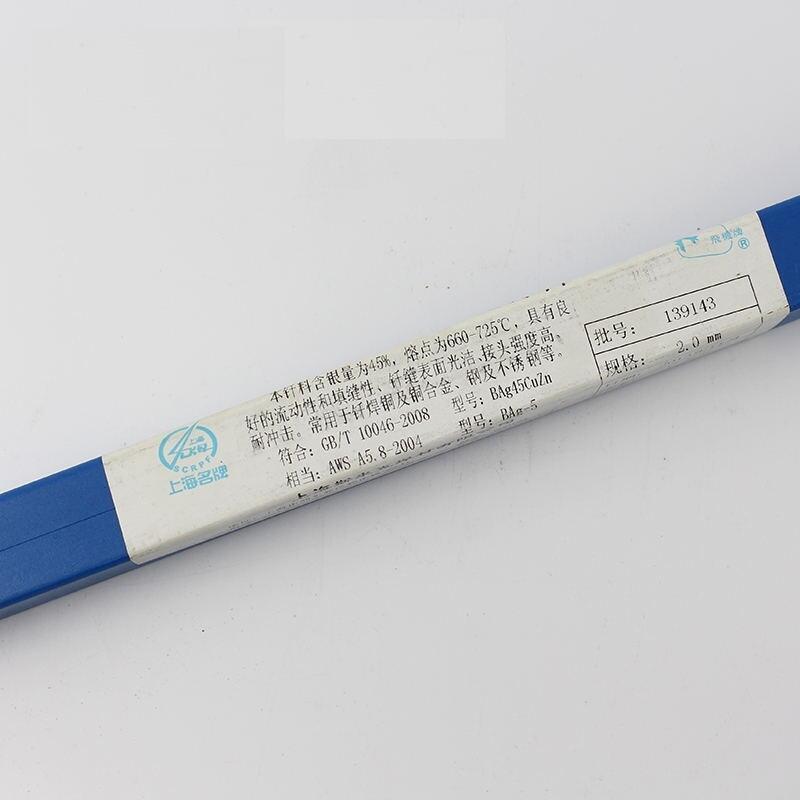 飛機牌®
本钎料含银量为45%, 熔点为660-725℃, 具有良
好的流动性和填缝性、钎缝表面光洁、接头强度高、
耐冲击。常用于钎焊铜及铜合金、钢及不锈钢等。
符合: GB/T 10046-2008 型号: BAg45CuZn
相当: AWS A5.8-2004 型号: BAg-5
批号: 139143
规格: 2.0 mm
上海
SCRPF
上海名牌